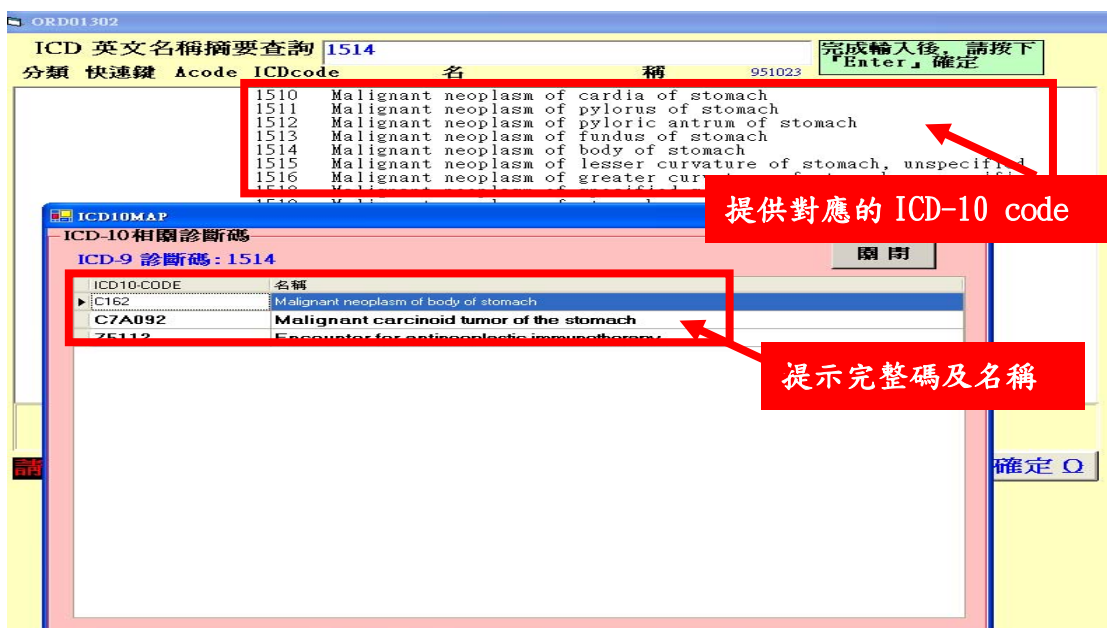 ORD01302
ICD 英文名稱摘要查詢 1514
完成輸入後, 請按下
『Enter』確定
分類 快速鍵 Acode ICDcode 名 稱 951023
1510 Malignant neoplasm of cardia of stomach
1511 Malignant neoplasm of pylorus of stomach
1512 Malignant neoplasm of pyloric antrum of stomach
1513 Malignant neoplasm of fundus of stomach
1514 Malignant neoplasm of body of stomach
1515 Malignant neoplasm of lesser curvature of stomach, unspecified
1516 Malignant neoplasm of greater
提供對應的 ICD-10 code
ICD10MAP
ICD-10相關診斷碼
關閉
ICD-9 診斷碼: 1514
ICD10-CODE 名稱
C162 Malignant neoplasm of body of stomach
C7A092 Malignant carcinoid tumor of the stomach
Z5112 Encounter for antineoplastic immunotherapy
提示完整碼及名稱
請
確定 Ω